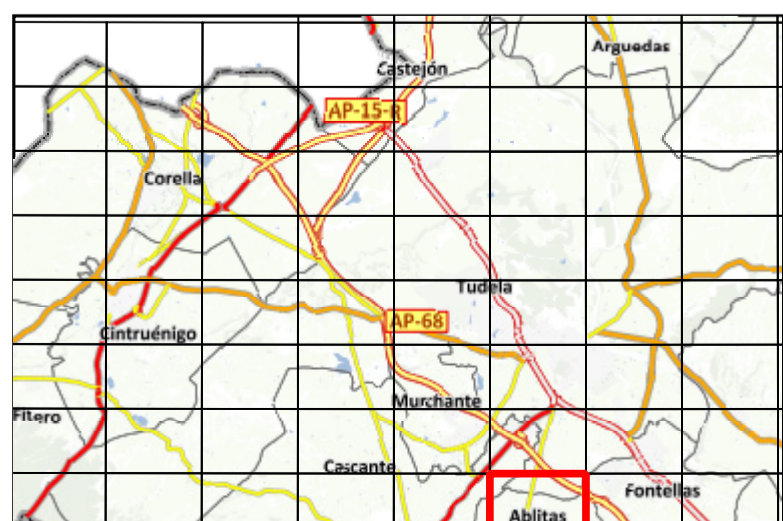 Arguedas
Castejón
AP-15-R
Corella
Tudela
AP-68
Cintruénigo
Murchante
Fitero
Cascante
Fontellas
Ablitas